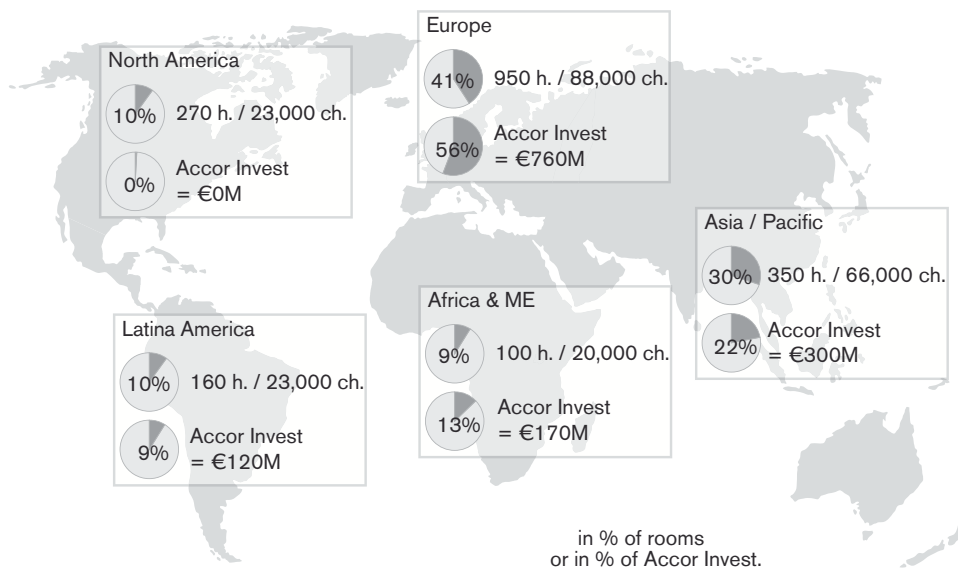 North America
10%
270 h. / 23,000 ch.
0%
Accor Invest
= €0M
Europe
41%
950 h. / 88,000 ch.
56%
Accor Invest
= €760M
Asia / Pacific
30%
350 h. / 66,000 ch.
22%
Accor Invest
= €300M
Latina America
10%
160 h. / 23,000 ch.
9%
Accor Invest
= €120M
Africa & ME
9%
100 h. / 20,000 ch.
13%
Accor Invest
= €170M
in % of rooms
or in % of Accor Invest.